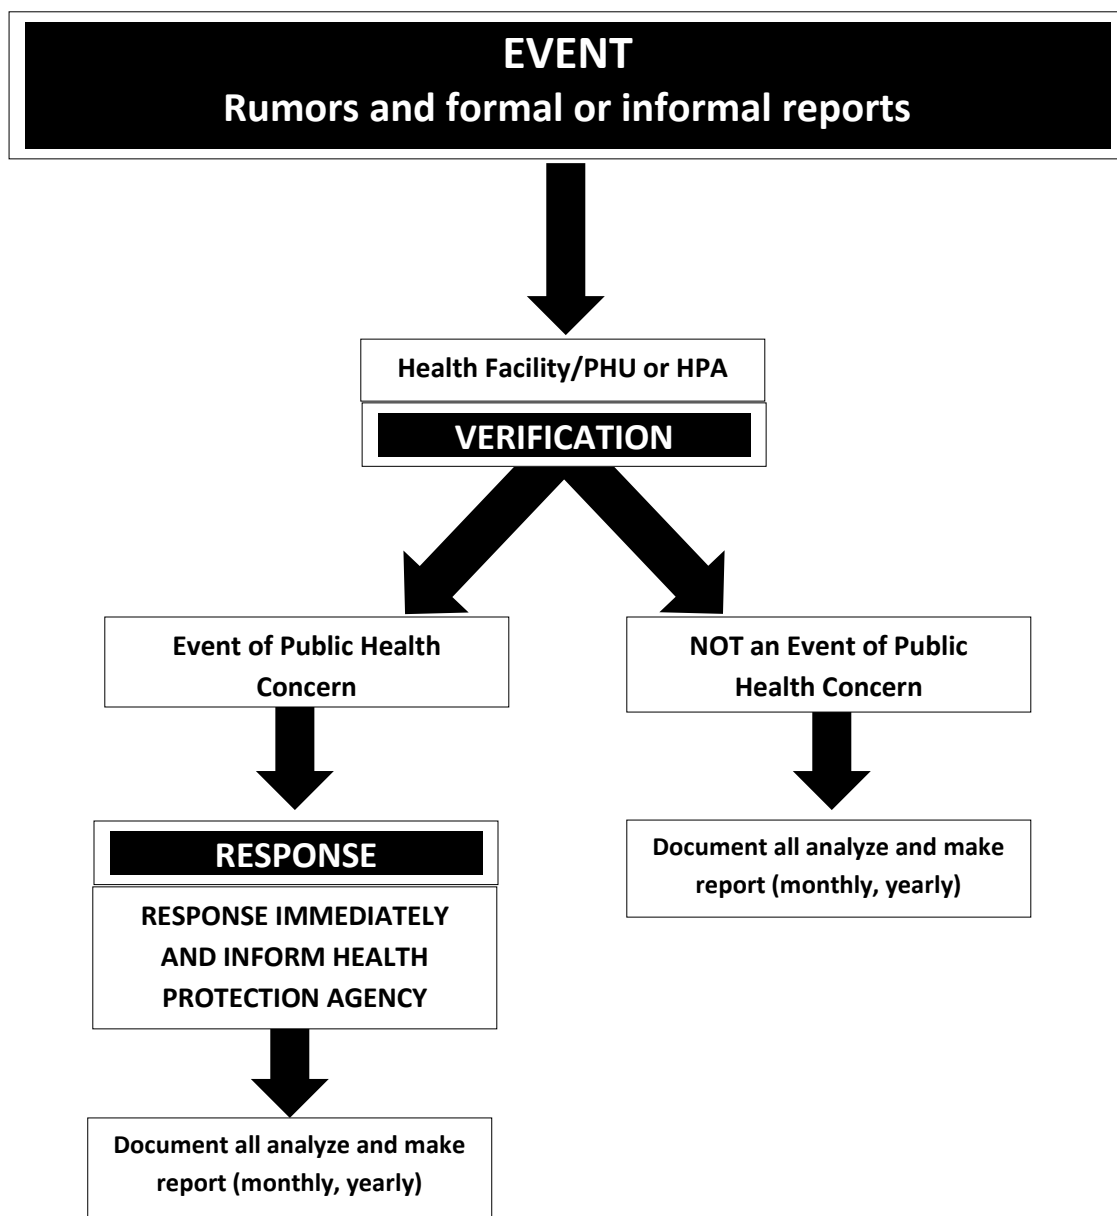 EVENT
Rumors and formal or informal reports
Health Facility/PHU or HPA
VERIFICATION
Event of Public Health
Concern
NOT an Event of Public
Health Concern
RESPONSE
RESPONSE IMMEDIATELY
AND INFORM HEALTH
PROTECTION AGENCY
Document all analyze and make
report (monthly, yearly)
Document all analyze and make
report (monthly, yearly)